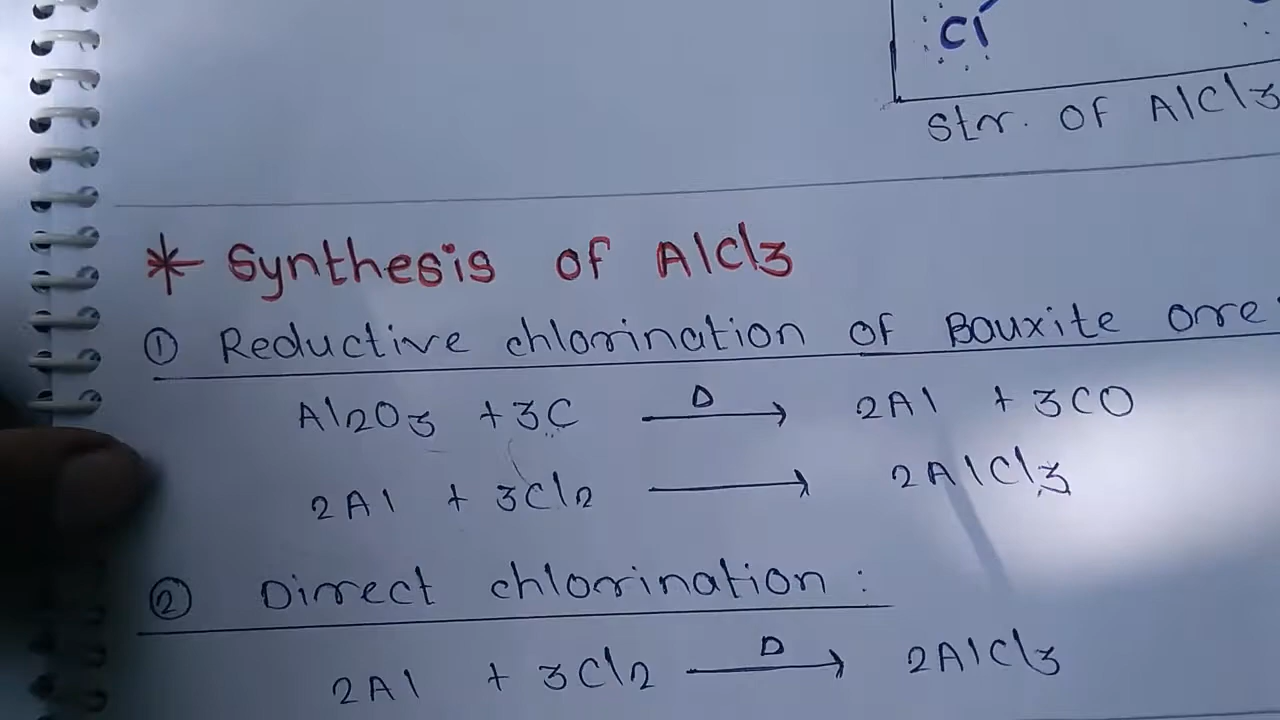 :Cl
Str. of AlCl3
* Synthesis of AlCl3
① Reductive chlorination of Bauxite ore
Al2O3 + 3C —Δ→ 2Al + 3CO
2Al + 3Cl2 ⟶ 2AlCl3
② Direct chlorination :
2Al + 3Cl2 —Δ→ 2AlCl3